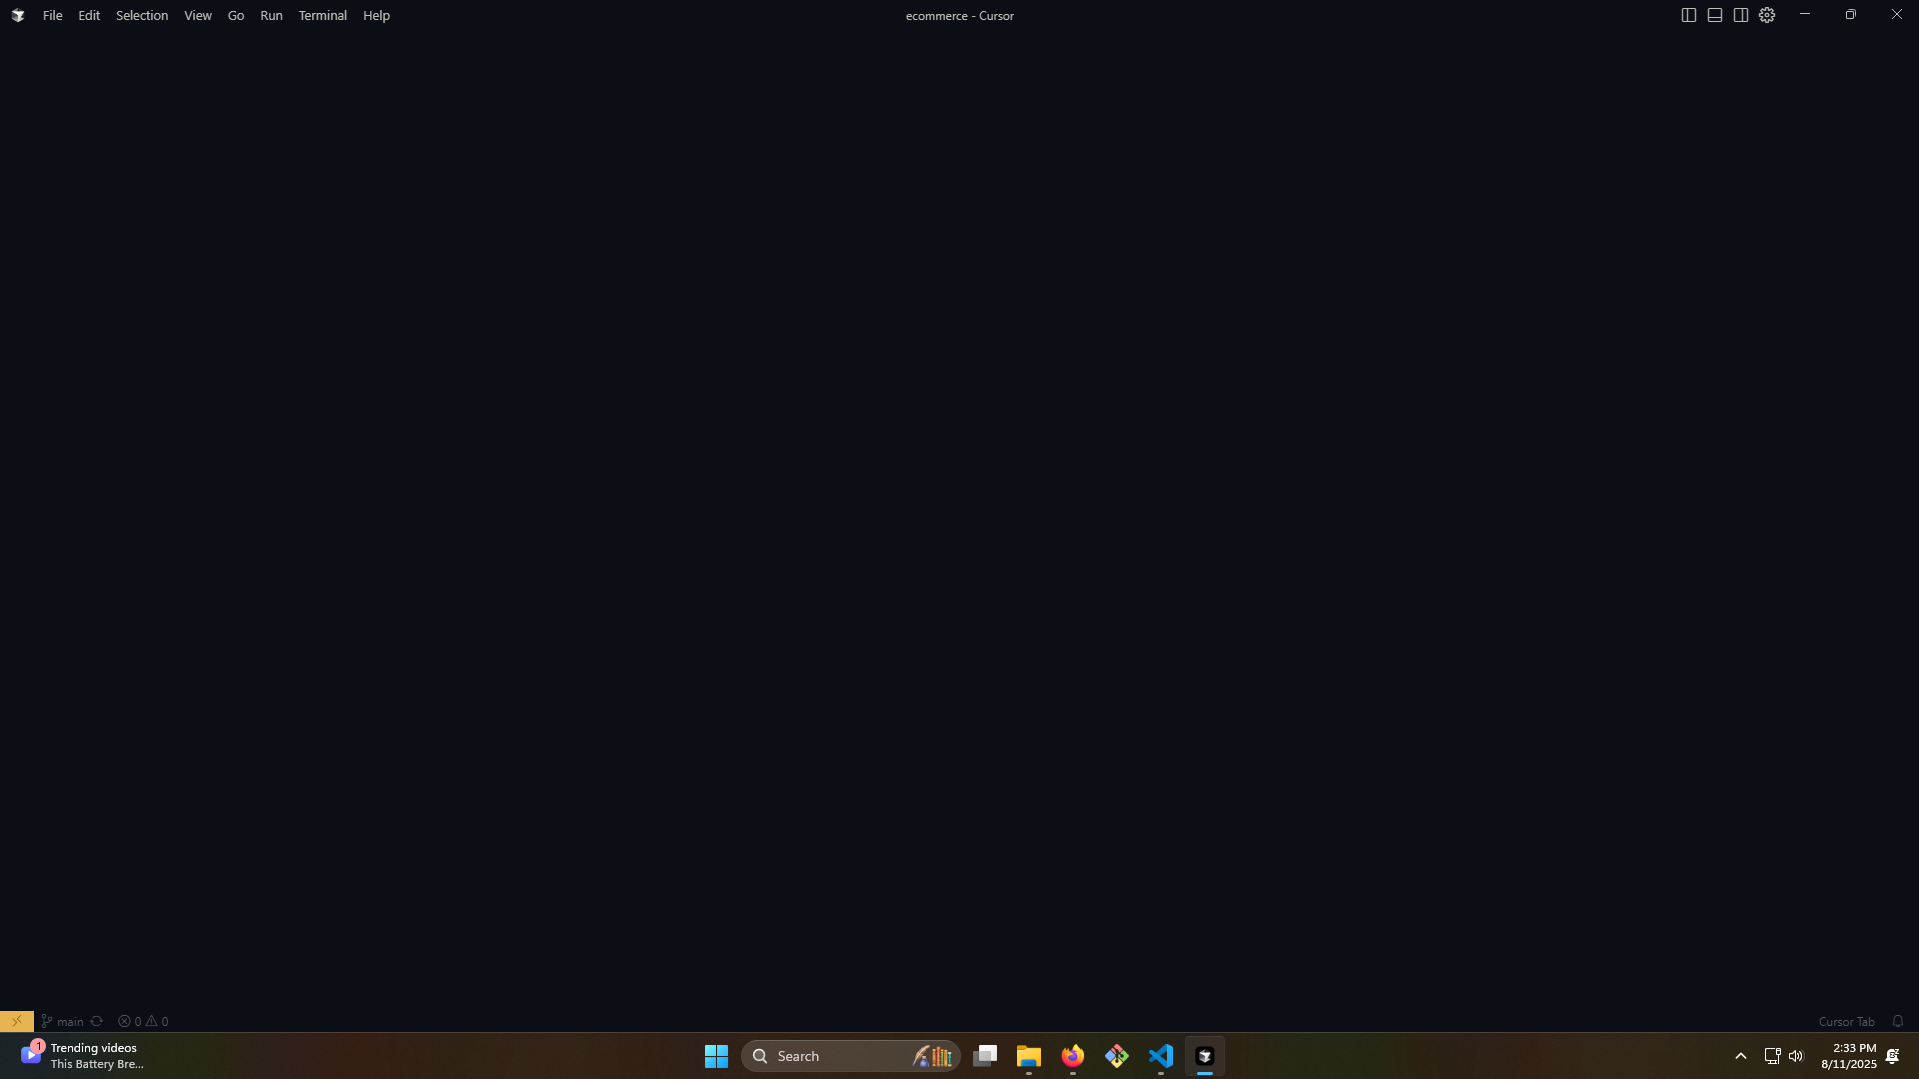 File Edit Selection View Go Run Terminal Help
ecommerce - Cursor
main 0 0
Cursor Tab
1
Trending videos
This Battery Bre...
Search
2:33 PM
8/11/2025